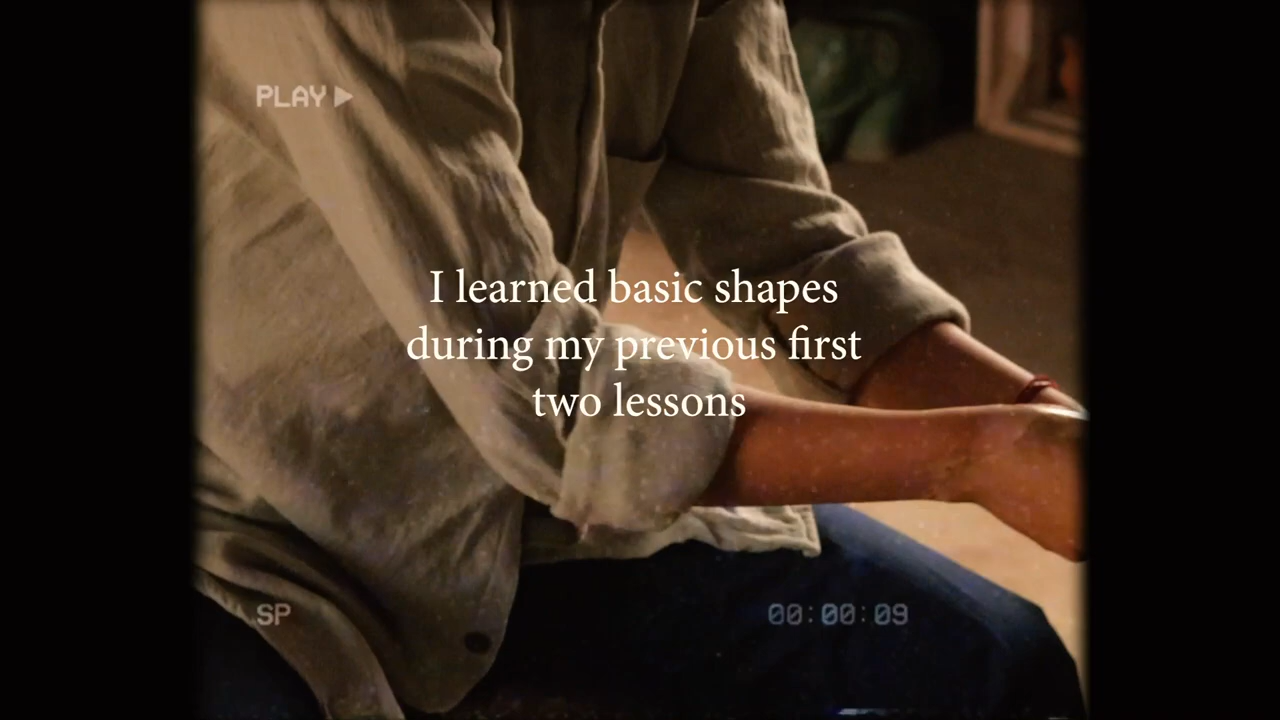 PLAY
I learned basic shapes
during my previous first
two lessons
SP
00:00:09